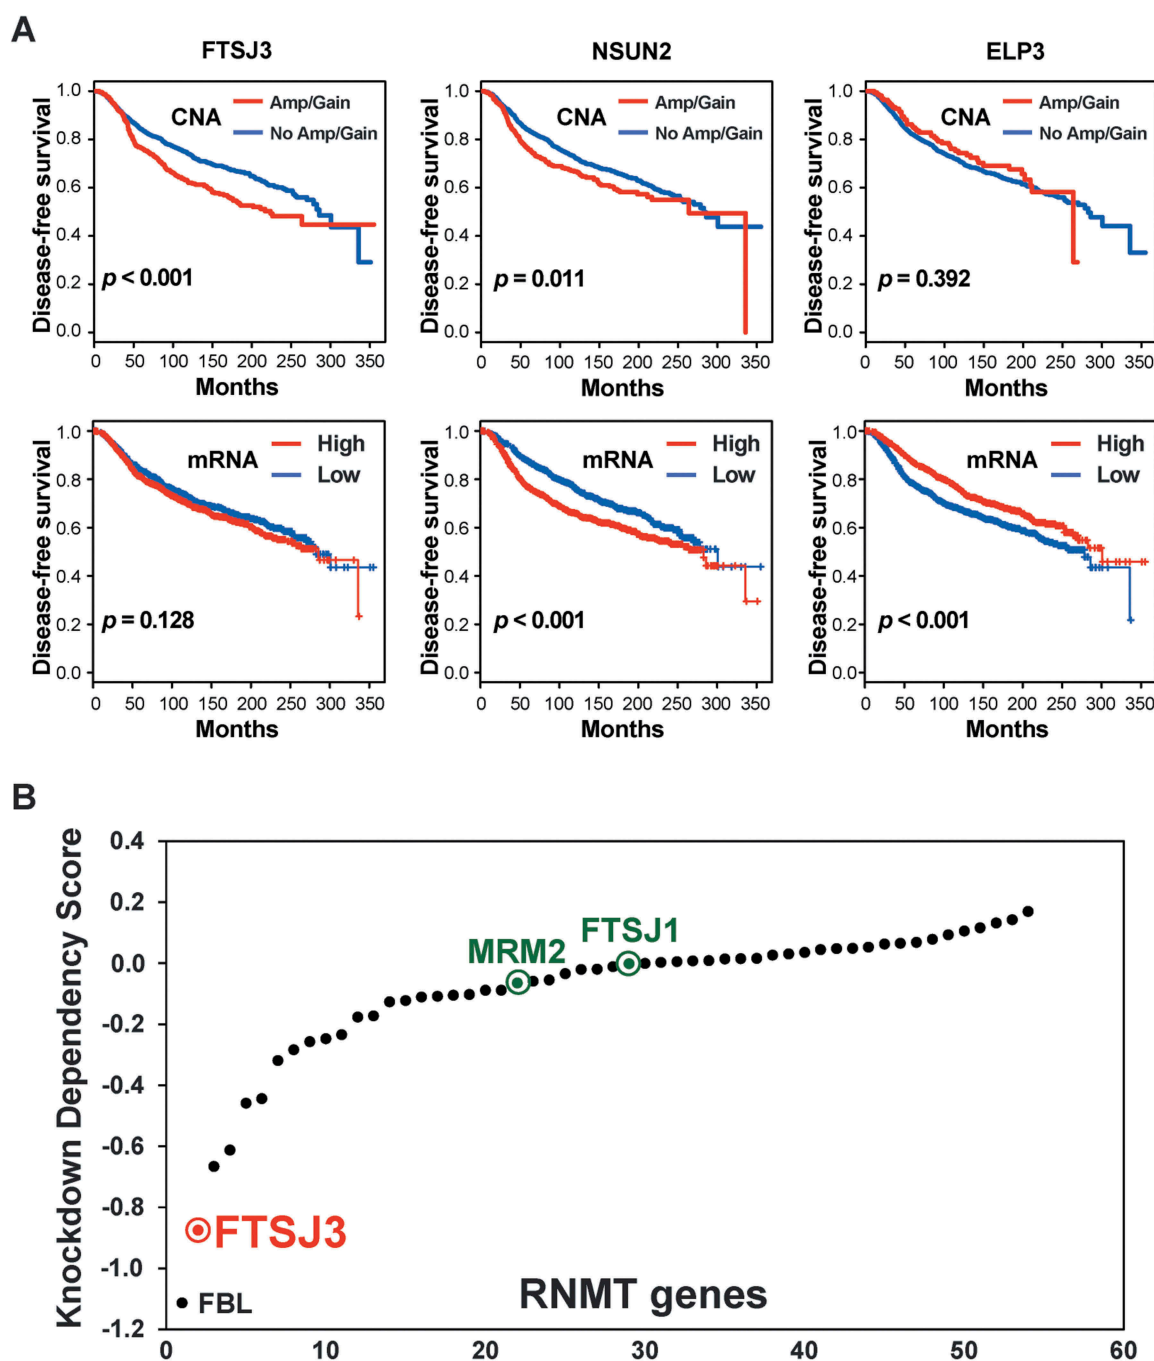 A
FTSJ3
NSUN2
ELP3
Disease-free survival
1.0
0.8
0.6
0.4
0.2
0.0
CNA
Amp/Gain
No Amp/Gain
p < 0.001
0 50 100 150 200 250 300 350
Months
Disease-free survival
1.0
0.8
0.6
0.4
0.2
0.0
CNA
Amp/Gain
No Amp/Gain
p = 0.011
0 50 100 150 200 250 300 350
Months
Disease-free survival
1.0
0.8
0.6
0.4
0.2
0.0
CNA
Amp/Gain
No Amp/Gain
p = 0.392
0 50 100 150 200 250 300 350
Months
Disease-free survival
1.0
0.8
0.6
0.4
0.2
0.0
mRNA
High
Low
p = 0.128
0 50 100 150 200 250 300 350
Months
Disease-free survival
1.0
0.8
0.6
0.4
0.2
0.0
mRNA
High
Low
p < 0.001
0 50 100 150 200 250 300 350
Months
Disease-free survival
1.0
0.8
0.6
0.4
0.2
0.0
mRNA
High
Low
p < 0.001
0 50 100 150 200 250 300 350
Months
B
Knockdown Dependency Score
0.4
0.2
0.0
-0.2
-0.4
-0.6
-0.8
-1.0
-1.2
MRM2
FTSJ1
FTSJ3
FBL
RNMT genes
0 10 20 30 40 50 60